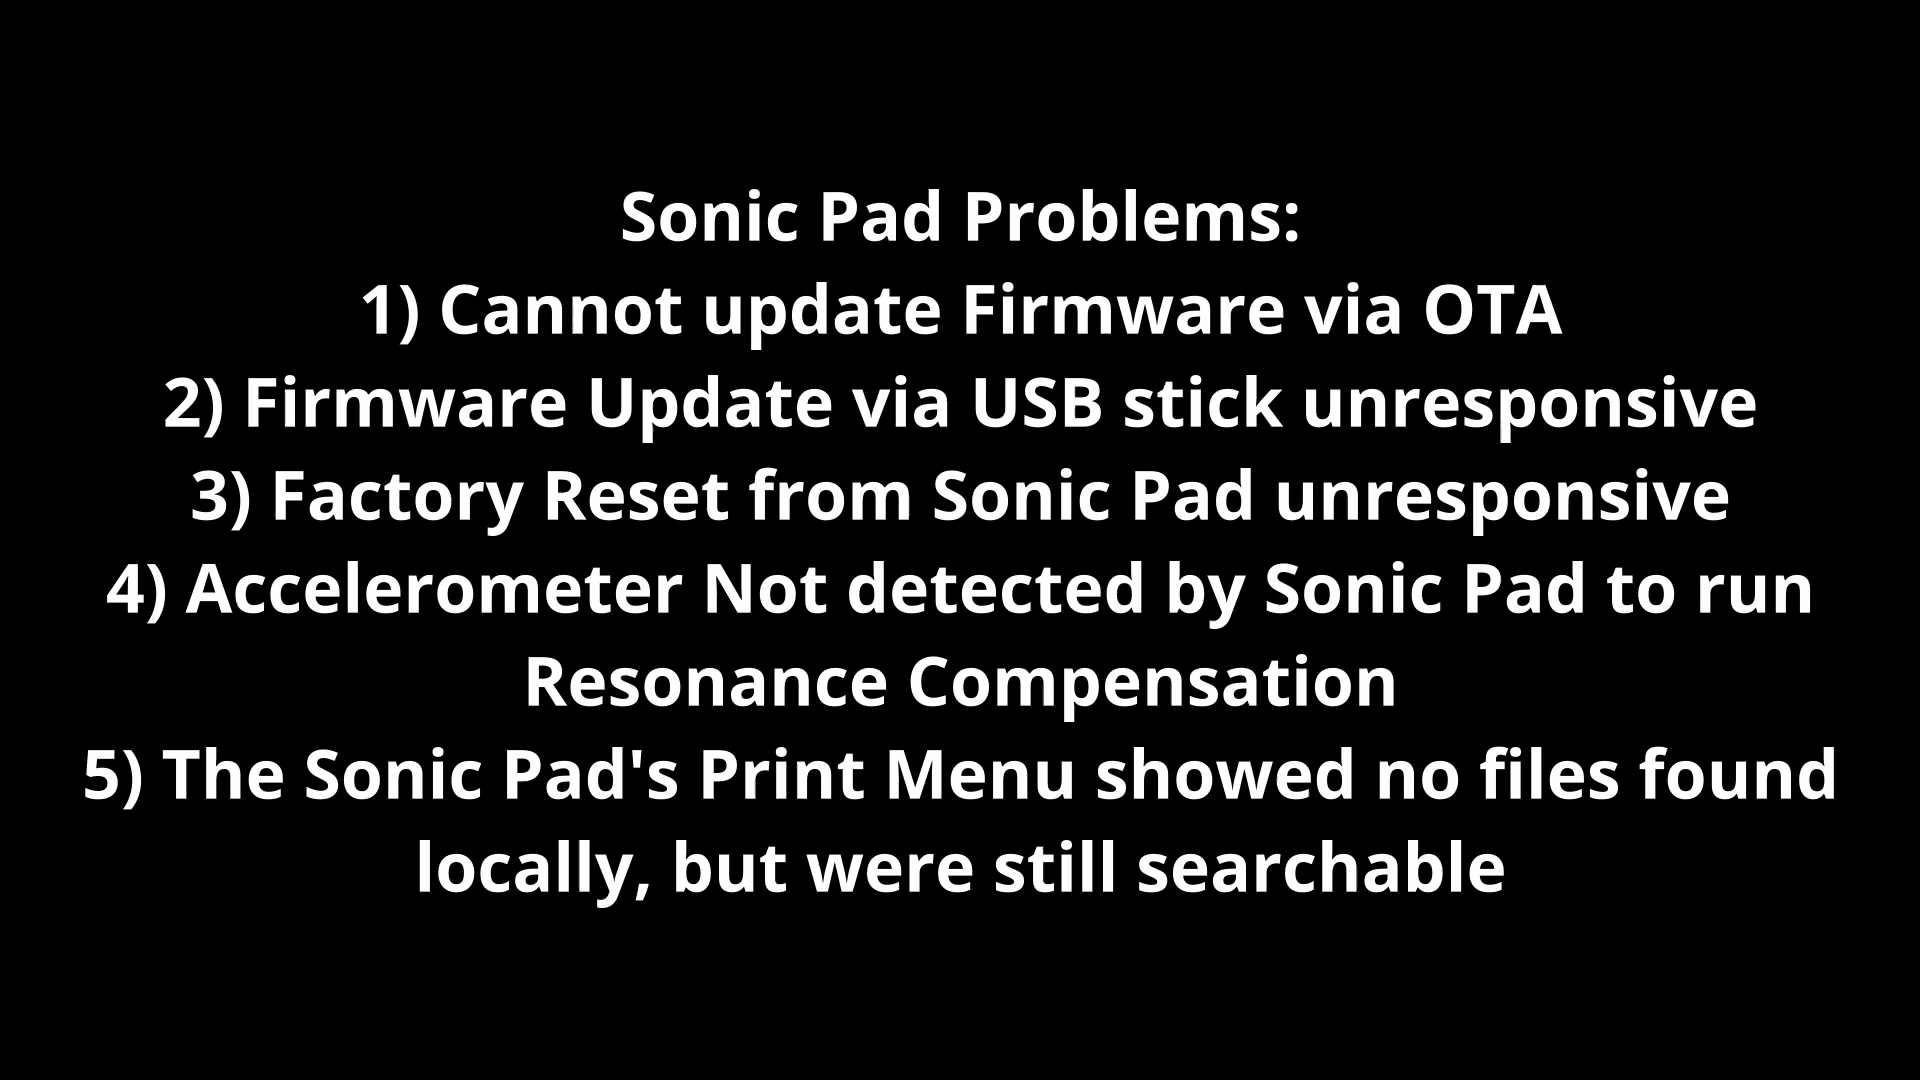 Sonic Pad Problems:
1) Cannot update Firmware via OTA
2) Firmware Update via USB stick unresponsive
3) Factory Reset from Sonic Pad unresponsive
4) Accelerometer Not detected by Sonic Pad to run
Resonance Compensation
5) The Sonic Pad's Print Menu showed no files found
locally, but were still searchable